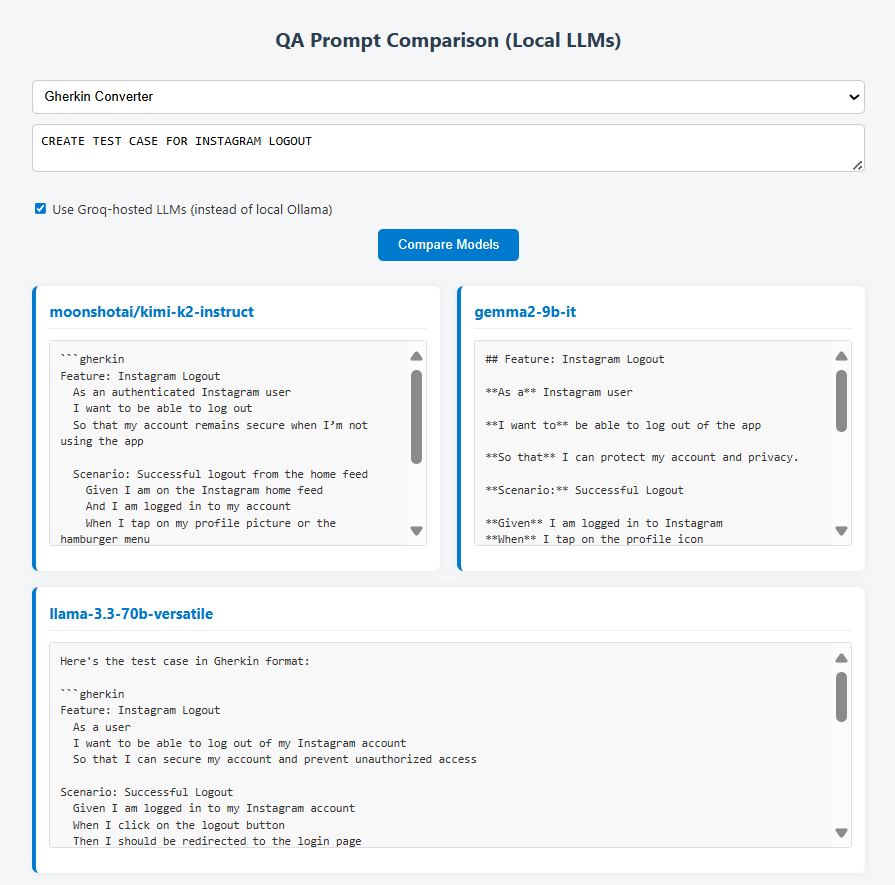 QA Prompt Comparison (Local LLMs)
Gherkin Converter
CREATE TEST CASE FOR INSTAGRAM LOGOUT
Use Groq-hosted LLMs (instead of local Ollama)
Compare Models
moonshotai/kimi-k2-instruct
```gherkin
Feature: Instagram Logout
  As an authenticated Instagram user
  I want to be able to log out
  So that my account remains secure when I’m not
using the app
  Scenario: Successful logout from the home feed
    Given I am on the Instagram home feed
    And I am logged in to my account
    When I tap on my profile picture or the
hamburger menu
gemma2-9b-it
## Feature: Instagram Logout
**As a** Instagram user
**I want to** be able to log out of the app
**So that** I can protect my account and privacy.
**Scenario:** Successful Logout
**Given** I am logged in to Instagram
**When** I tap on the profile icon
llama-3.3-70b-versatile
Here's the test case in Gherkin format:
```gherkin
Feature: Instagram Logout
  As a user
  I want to be able to log out of my Instagram account
  So that I can secure my account and prevent unauthorized access
Scenario: Successful Logout
  Given I am logged in to my Instagram account
  When I click on the logout button
  Then I should be redirected to the login page